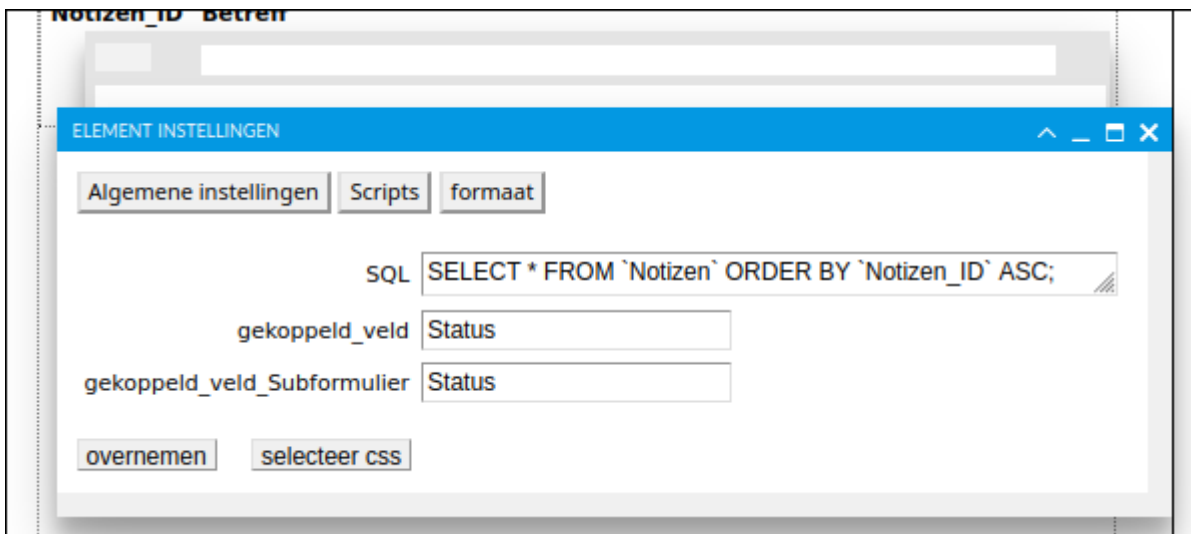 Notizen_ID Betreff
ELEMENT INSTELLINGEN
Algemene instellingen Scripts formaat
SQL SELECT * FROM `Notizen` ORDER BY `Notizen_ID` ASC;
gekoppeld_veld Status
gekoppeld_veld_Subformulier Status
overnemen selecteer css